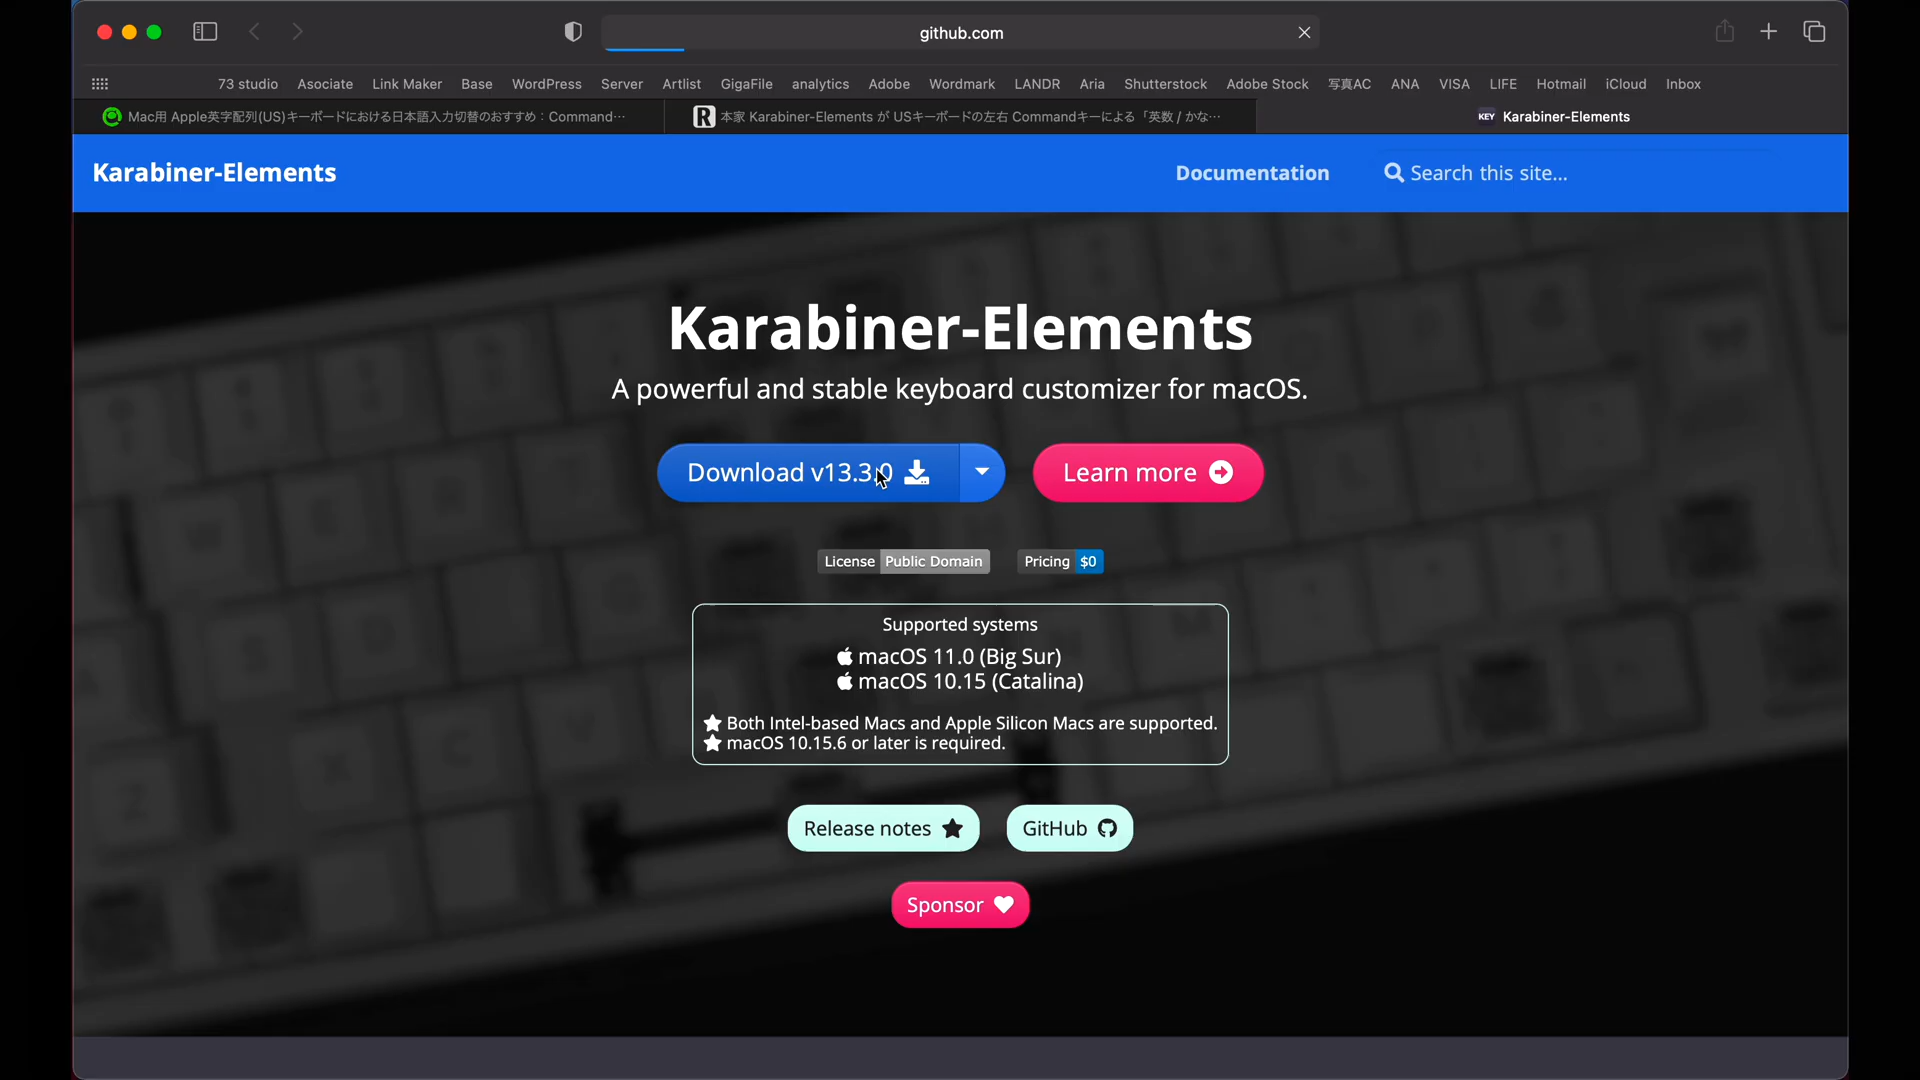 github.com
73 studio Asociate Link Maker Base WordPress Server Artlist GigaFile analytics Adobe Wordmark LANDR Aria Shutterstock Adobe Stock 写真AC ANA VISA LIFE Hotmail iCloud Inbox
Mac用 Apple英字配列(US)キーボードにおける日本語入力切替のおすすめ：Command… R 本家 Karabiner-Elements が USキーボードの左右 Commandキーによる「英数 / かな… KEY Karabiner-Elements
Karabiner-Elements Documentation Search this site...
Karabiner-Elements
A powerful and stable keyboard customizer for macOS.
Download v13.3.0 Learn more
License Public Domain Pricing $0
Supported systems
macOS 11.0 (Big Sur)
macOS 10.15 (Catalina)
Both Intel-based Macs and Apple Silicon Macs are supported.
macOS 10.15.6 or later is required.
Release notes GitHub
Sponsor